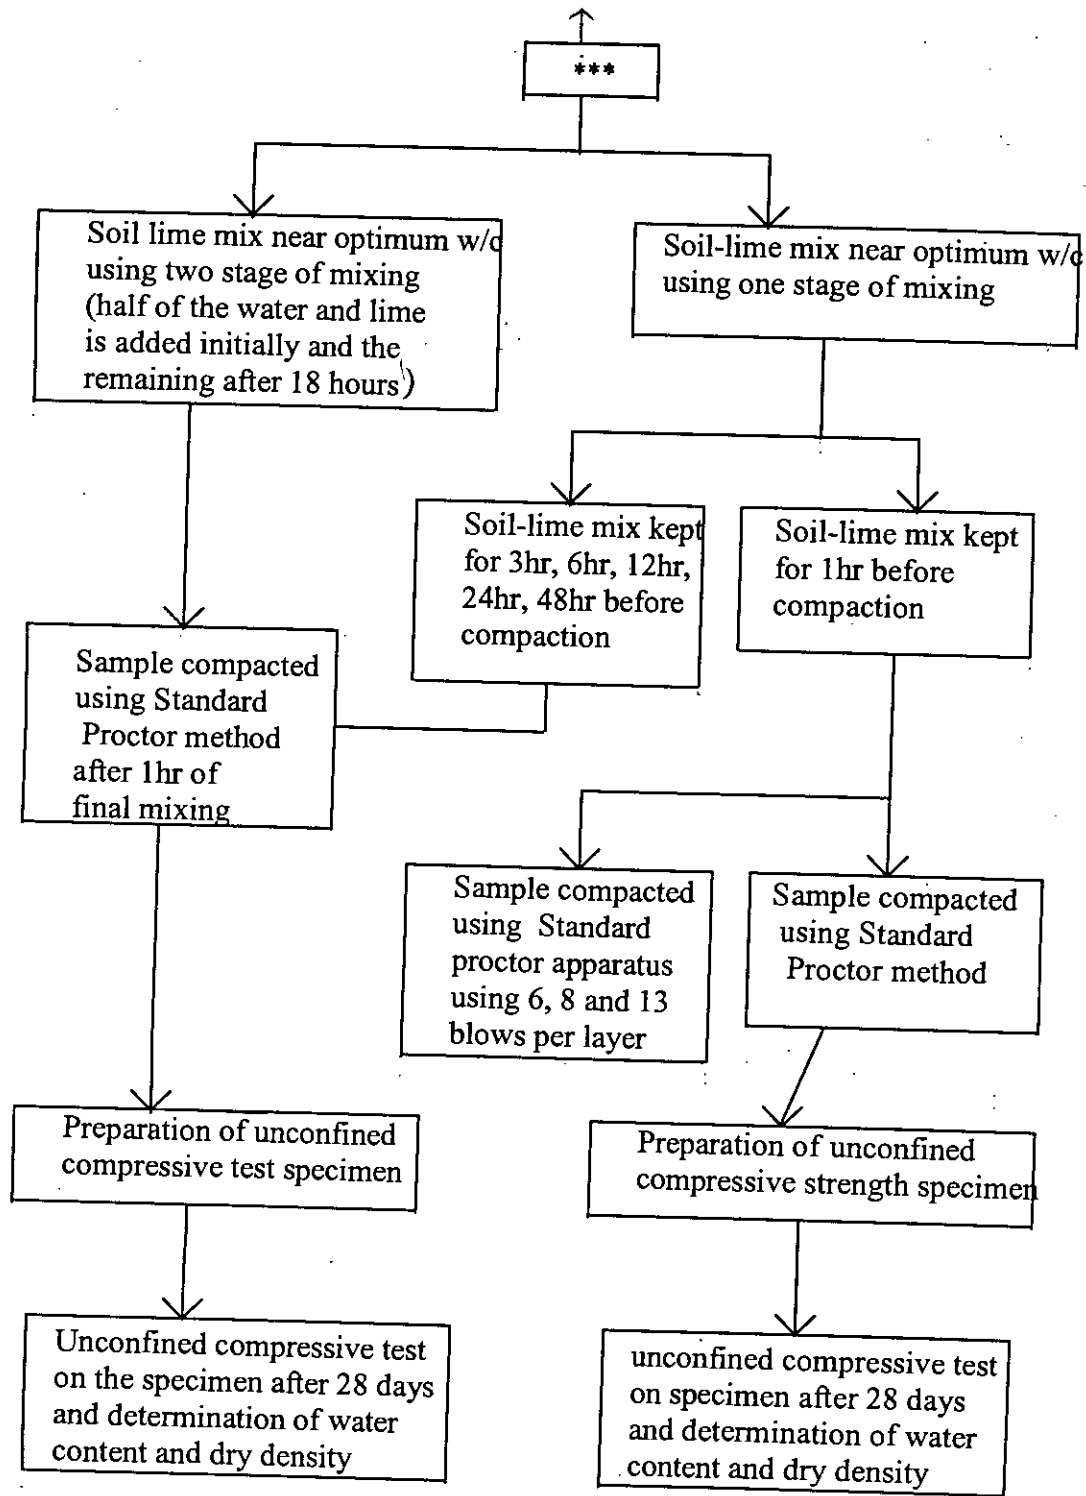 ***
Soil lime mix near optimum w/c
using two stage of mixing
(half of the water and lime
is added initially and the
remaining after 18 hours)
Soil-lime mix near optimum w/c
using one stage of mixing
Soil-lime mix kept
for 3hr, 6hr, 12hr,
24hr, 48hr before
compaction
Soil-lime mix kept
for 1hr before
compaction
Sample compacted
using Standard
Proctor method
after 1hr of
final mixing
Sample compacted
using Standard
proctor apparatus
using 6, 8 and 13
blows per layer
Sample compacted
using Standard
Proctor method
Preparation of unconfined
compressive test specimen
Preparation of unconfined
compressive strength specimen
Unconfined compressive test
on the specimen after 28 days
and determination of water
content and dry density
unconfined compressive test
on specimen after 28 days
and determination of water
content and dry density